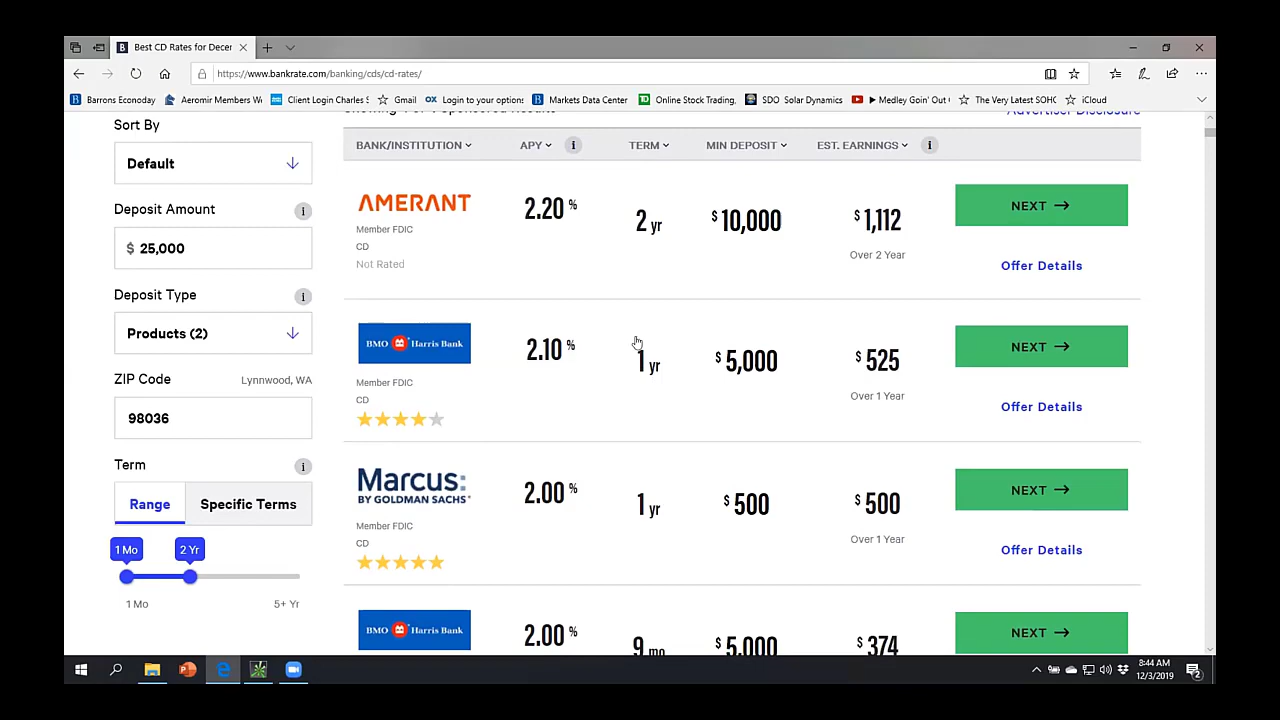 Best CD Rates for Decer
https://www.bankrate.com/banking/cds/cd-rates/
Barrons Econoday
Aeromir Members We
Client Login Charles S
Gmail
OX Login to your options
Markets Data Center
Online Stock Trading,
SDO Solar Dynamics
▶ Medley Goin' Out
The Very Latest SOHO
iCloud
Advertiser Disclosure
Sort By
Default
Deposit Amount
$ 25,000
Deposit Type
Products (2)
ZIP Code Lynnwood, WA
98036
Term
Range Specific Terms
1 Mo 2 Yr
1 Mo 5+ Yr
BANK/INSTITUTION APY i TERM MIN DEPOSIT EST. EARNINGS i
AMERANT 2.20 % 2 yr $10,000 $1,112 NEXT →
Member FDIC
CD
Not Rated
Over 2 Year
Offer Details
BMO Harris Bank 2.10 % 1 yr $5,000 $525 NEXT →
Member FDIC
CD
Over 1 Year
Offer Details
Marcus: 2.00 % 1 yr $500 $500 NEXT →
BY GOLDMAN SACHS®
Member FDIC
CD
Over 1 Year
Offer Details
BMO Harris Bank 2.00 % 9 mo $5,000 $374 NEXT →
8:44 AM
12/3/2019
2